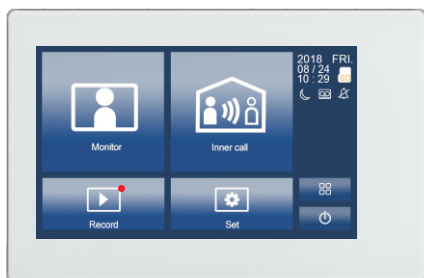 2018 FRI.
08 / 24
10 : 29
Monitor
Inner call
Record
Set